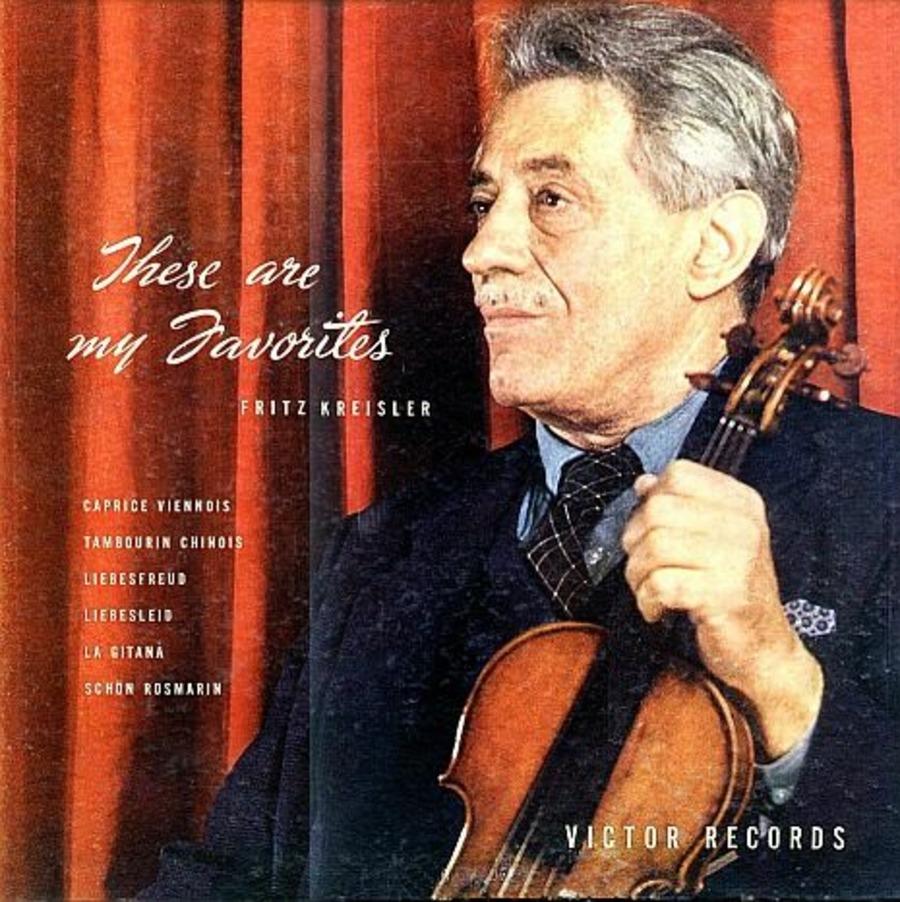 These are
my Favorites
FRITZ KREISLER
CAPRICE VIENNOIS
TAMBOURIN CHINOIS
LIEBESFREUD
LIEBESLEID
LA GITANA
SCHÖN ROSMARIN
VICTOR RECORDS